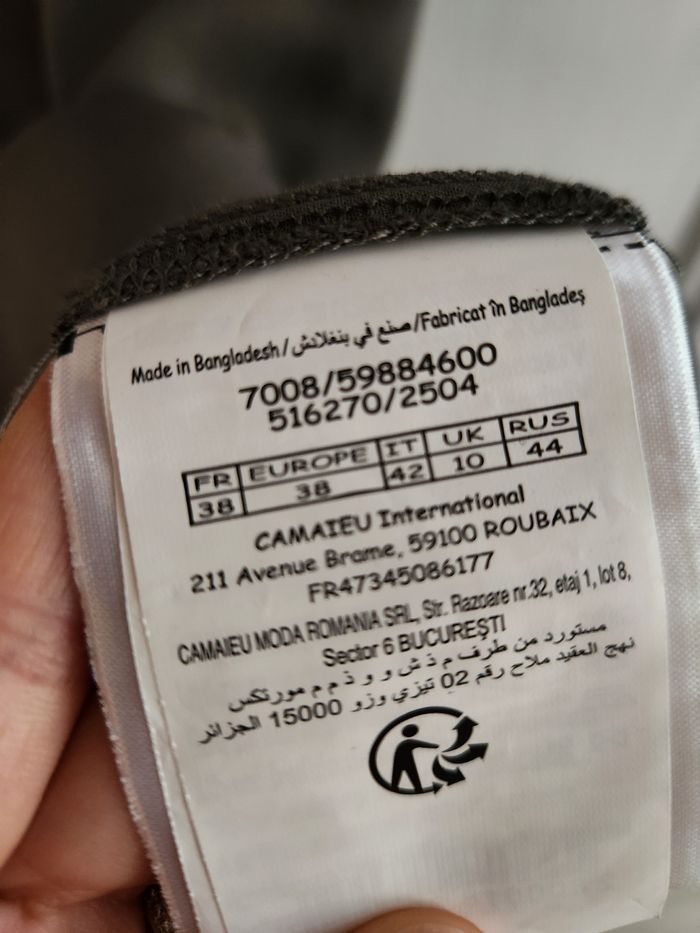 Made in Bangladesh/صنع في بنغلادش/Fabricat în Bangladeş
7008/59884600
516270/2504
FR EUROPE IT UK RUS
38 38 42 10 44
CAMAIEU International
211 Avenue Brame, 59100 ROUBAIX
FR47345086177
CAMAIEU MODA ROMANIA SRL, Str. Razoare nr.32, etaj 1, lot 8,
Sector 6 BUCUREŞTI
مستورد من طرف م ذ ش و و ذ م م مورتكس
نهج العقيد ملاح رقم 02 تيزي وزو 15000 الجزائر